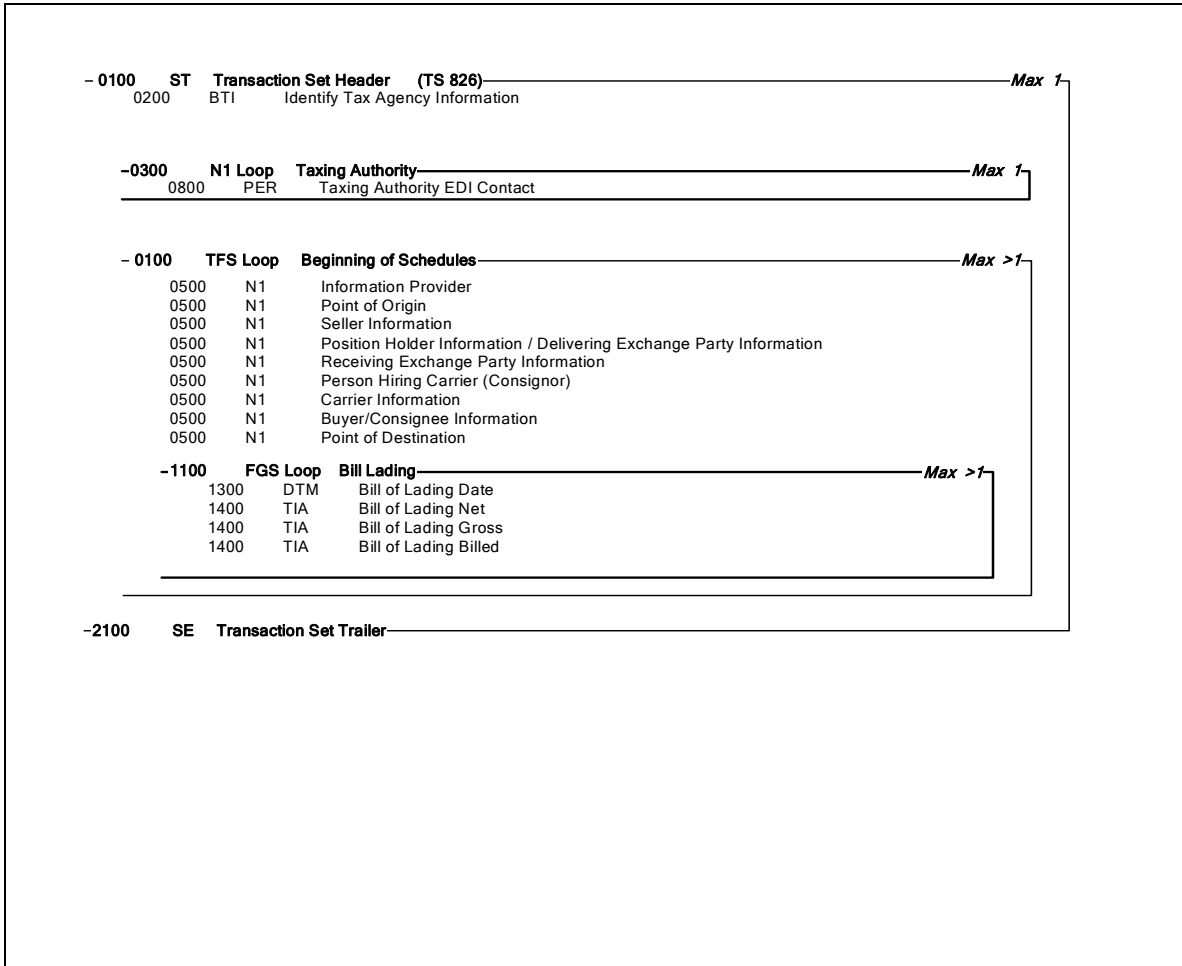 – 0100 ST Transaction Set Header (TS 826) Max 1
0200 BTI Identify Tax Agency Information
–0300 N1 Loop Taxing Authority Max 1
0800 PER Taxing Authority EDI Contact
– 0100 TFS Loop Beginning of Schedules Max >1
0500 N1 Information Provider
0500 N1 Point of Origin
0500 N1 Seller Information
0500 N1 Position Holder Information / Delivering Exchange Party Information
0500 N1 Receiving Exchange Party Information
0500 N1 Person Hiring Carrier (Consignor)
0500 N1 Carrier Information
0500 N1 Buyer/Consignee Information
0500 N1 Point of Destination
–1100 FGS Loop Bill Lading Max >1
1300 DTM Bill of Lading Date
1400 TIA Bill of Lading Net
1400 TIA Bill of Lading Gross
1400 TIA Bill of Lading Billed
–2100 SE Transaction Set Trailer